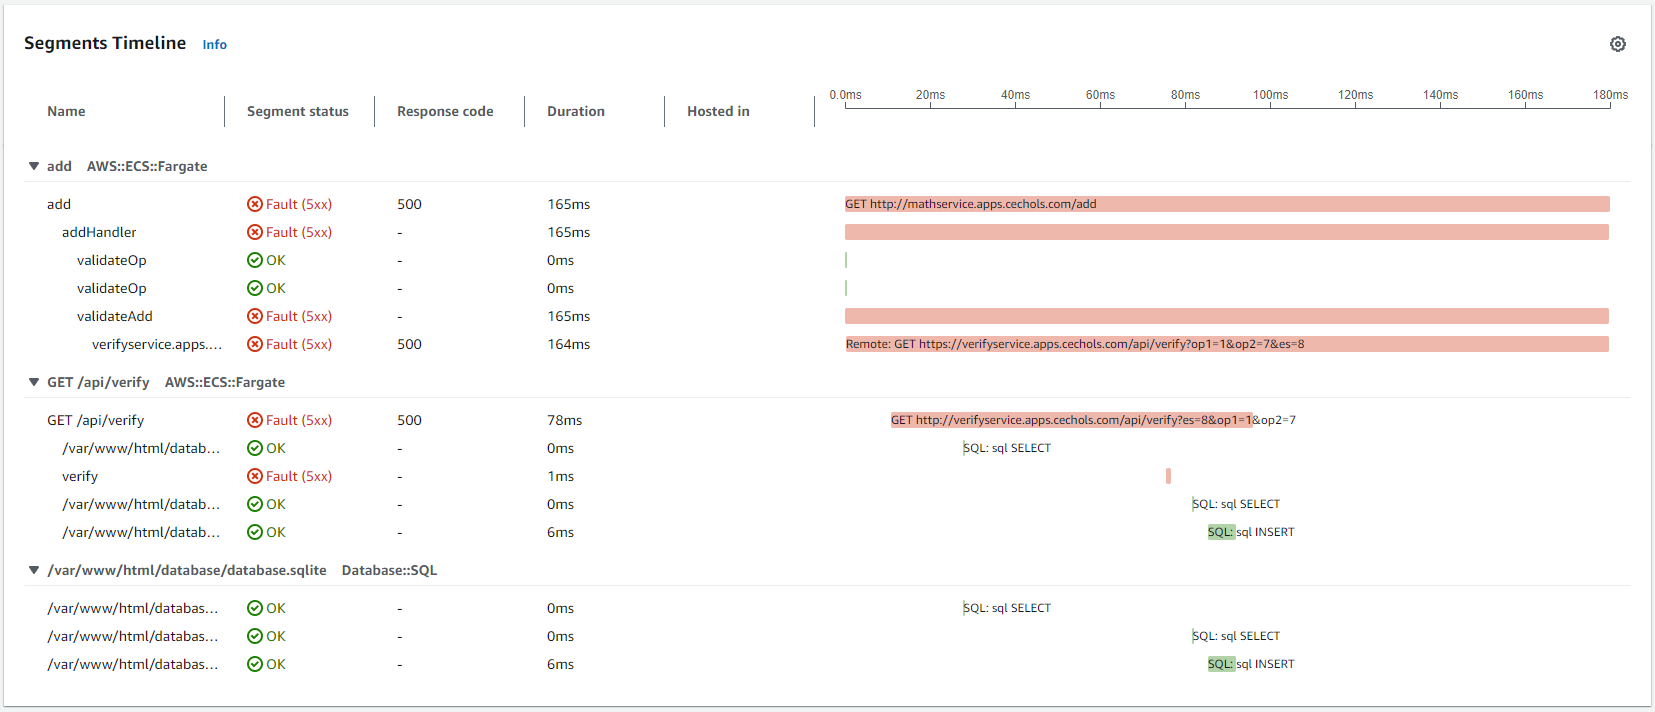 Segments Timeline Info
0.0ms 20ms 40ms 60ms 80ms 100ms 120ms 140ms 160ms 180ms
Name Segment status Response code Duration Hosted in
add AWS::ECS::Fargate
add Fault (5xx) 500 165ms GET http://mathservice.apps.cechols.com/add
addHandler Fault (5xx) - 165ms
validateOp OK - 0ms
validateOp OK - 0ms
validateAdd Fault (5xx) - 165ms
verifyservice.apps.... Fault (5xx) 500 164ms Remote: GET https://verifyservice.apps.cechols.com/api/verify?op1=1&op2=7&es=8
GET /api/verify AWS::ECS::Fargate
GET /api/verify Fault (5xx) 500 78ms GET http://verifyservice.apps.cechols.com/api/verify?es=8&op1=1&op2=7
/var/www/html/datab... OK - 0ms SQL: sql SELECT
verify Fault (5xx) - 1ms
/var/www/html/datab... OK - 0ms SQL: sql SELECT
/var/www/html/datab... OK - 6ms SQL: sql INSERT
/var/www/html/database/database.sqlite Database::SQL
/var/www/html/databas... OK - 0ms SQL: sql SELECT
/var/www/html/databas... OK - 0ms SQL: sql SELECT
/var/www/html/databas... OK - 6ms SQL: sql INSERT